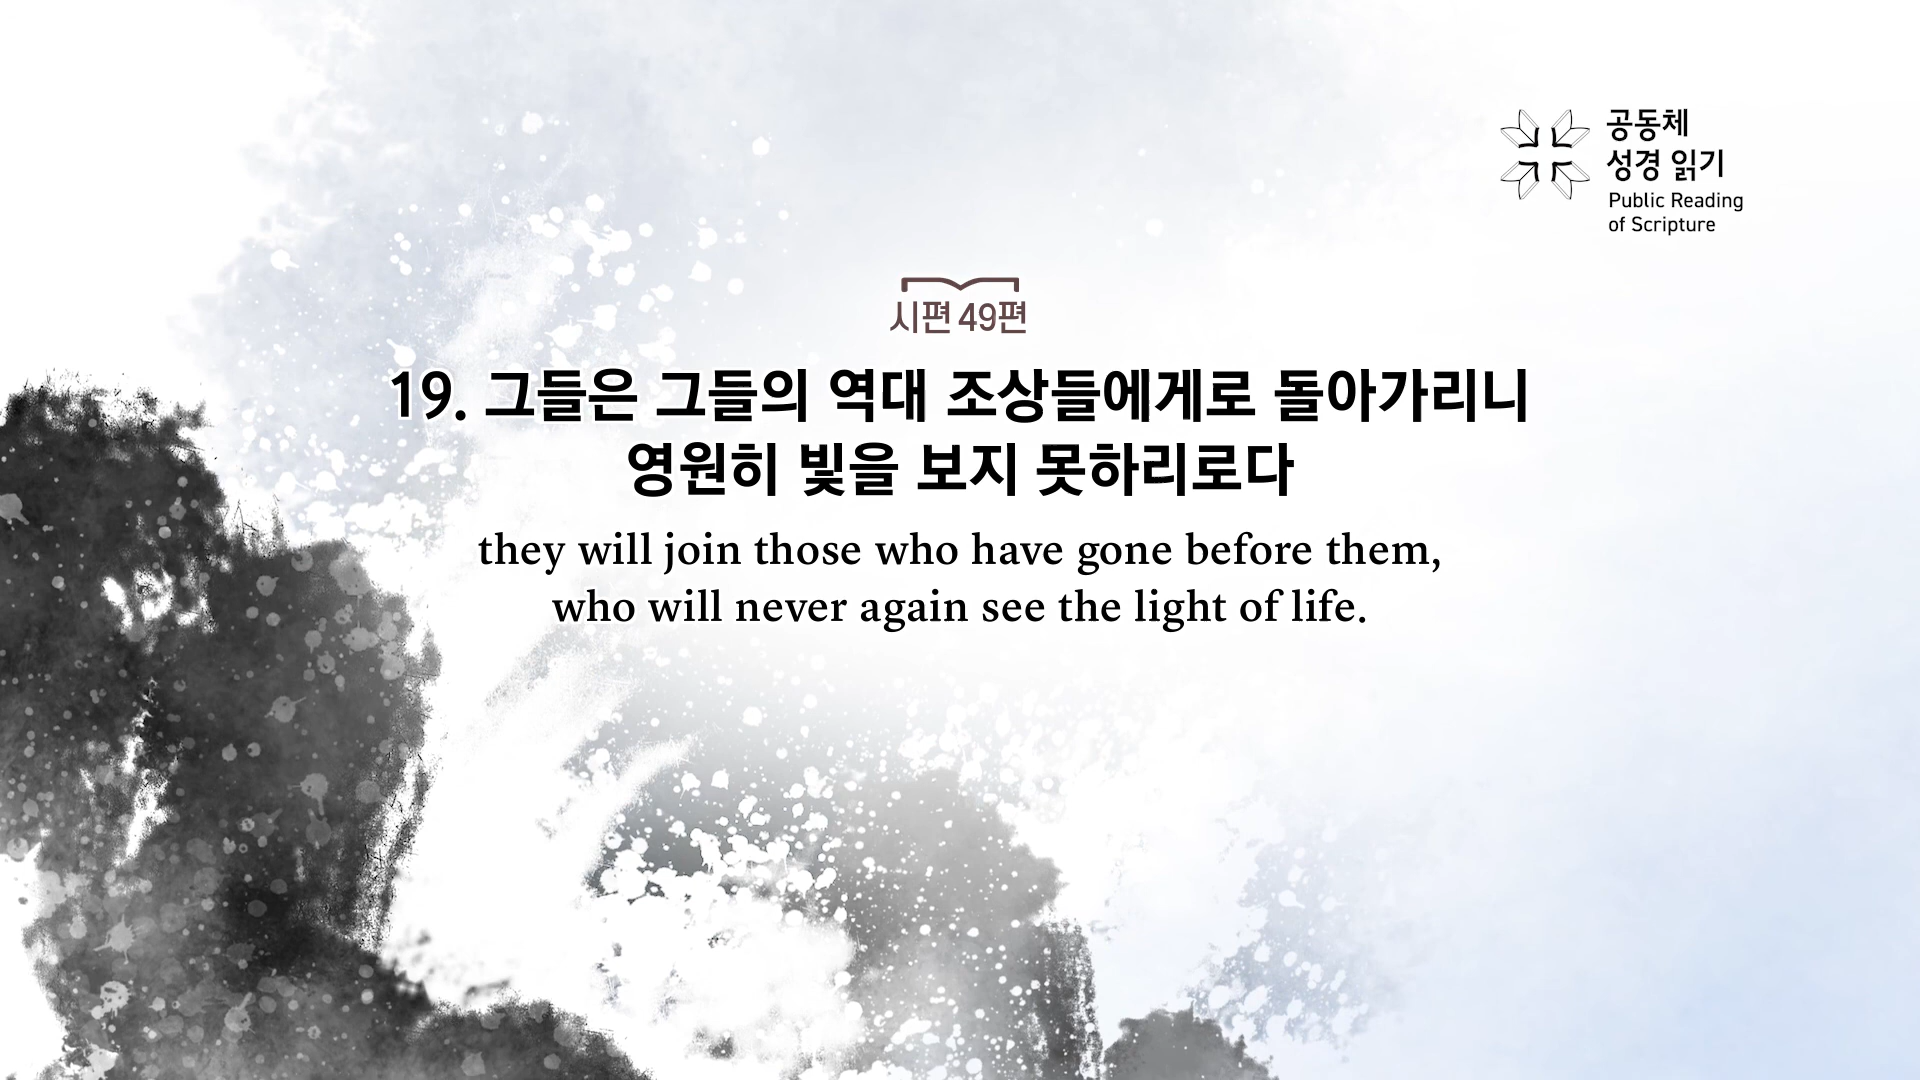 공동체
성경 읽기
Public Reading
of Scripture
시편 49편
19. 그들은 그들의 역대 조상들에게로 돌아가리니
영원히 빛을 보지 못하리로다
they will join those who have gone before them,
who will never again see the light of life.